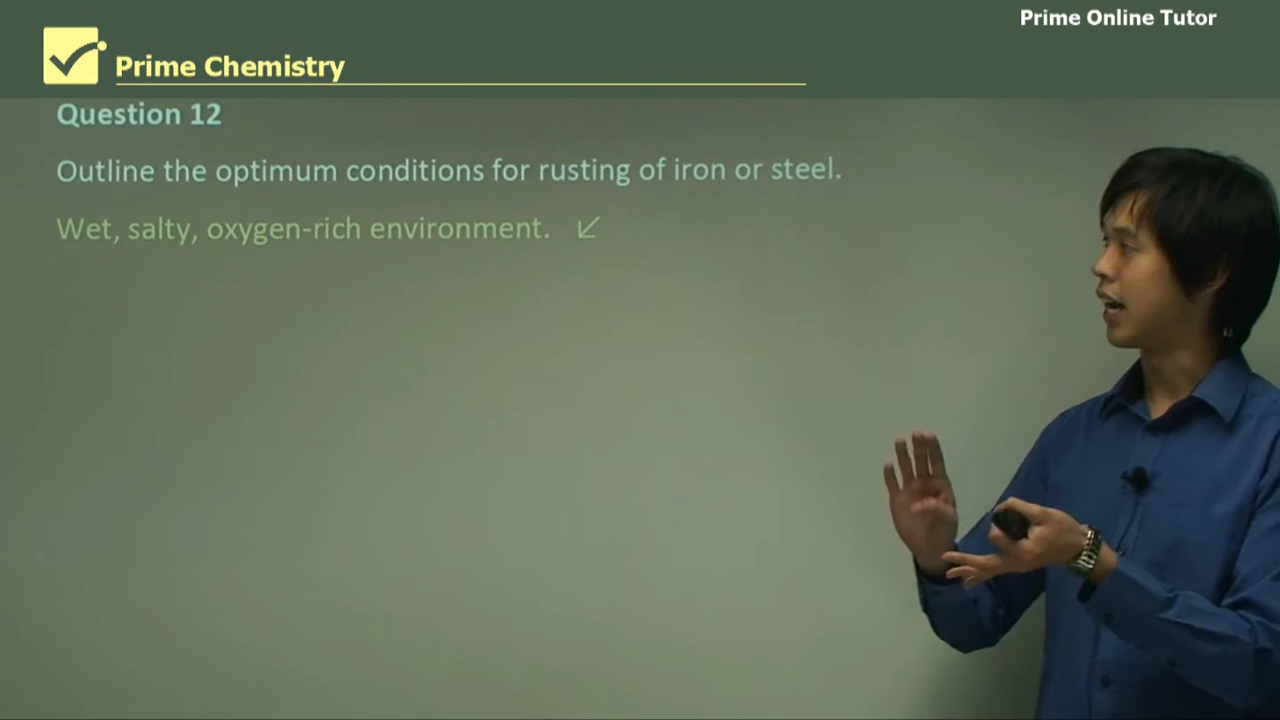 Prime Online Tutor
Prime Chemistry
Question 12
Outline the optimum conditions for rusting of iron or steel.
Wet, salty, oxygen-rich environment. ↙